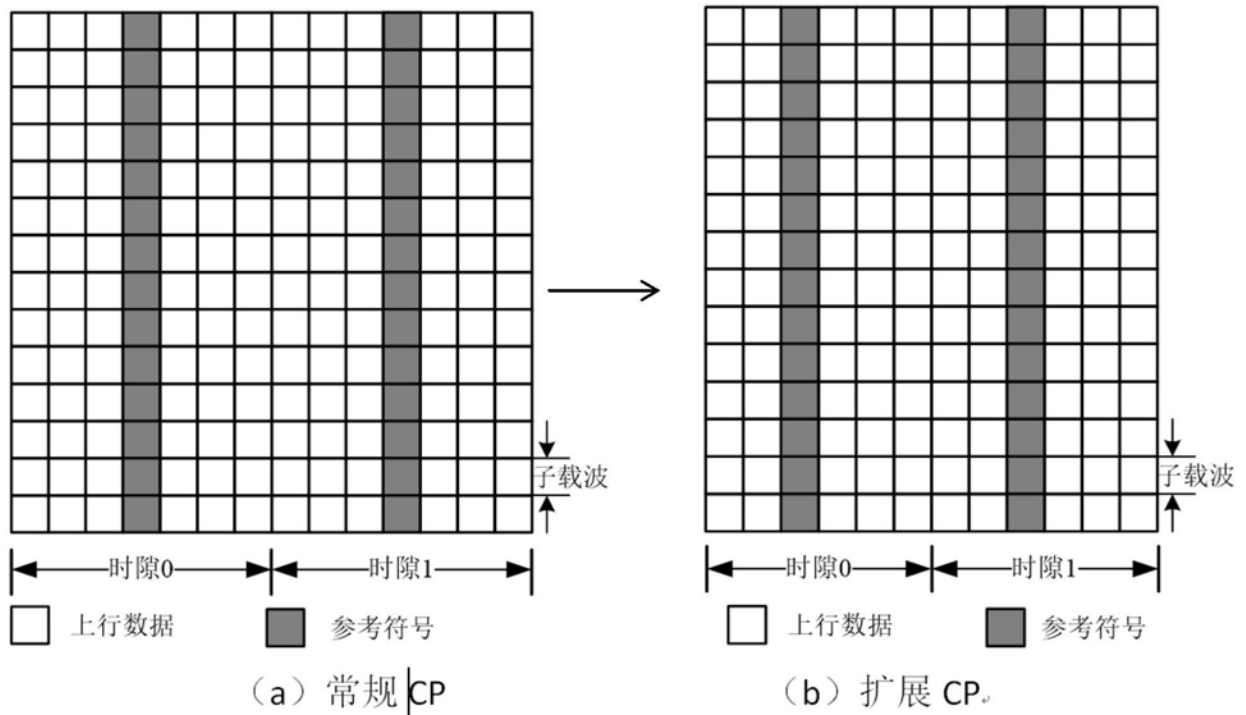 子载波
子载波
时隙0
时隙1
时隙0
时隙1
上行数据
参考符号
上行数据
参考符号
（a）常规 CP
（b）扩展 CP